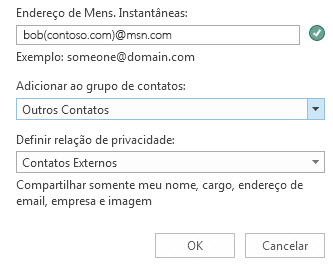 Endereço de Mens. Instantâneas:
bob(contoso.com)@msn.com
Exemplo: someone@domain.com
Adicionar ao grupo de contatos:
Outros Contatos
Definir relação de privacidade:
Contatos Externos
Compartilhar somente meu nome, cargo, endereço de
email, empresa e imagem
OK
Cancelar